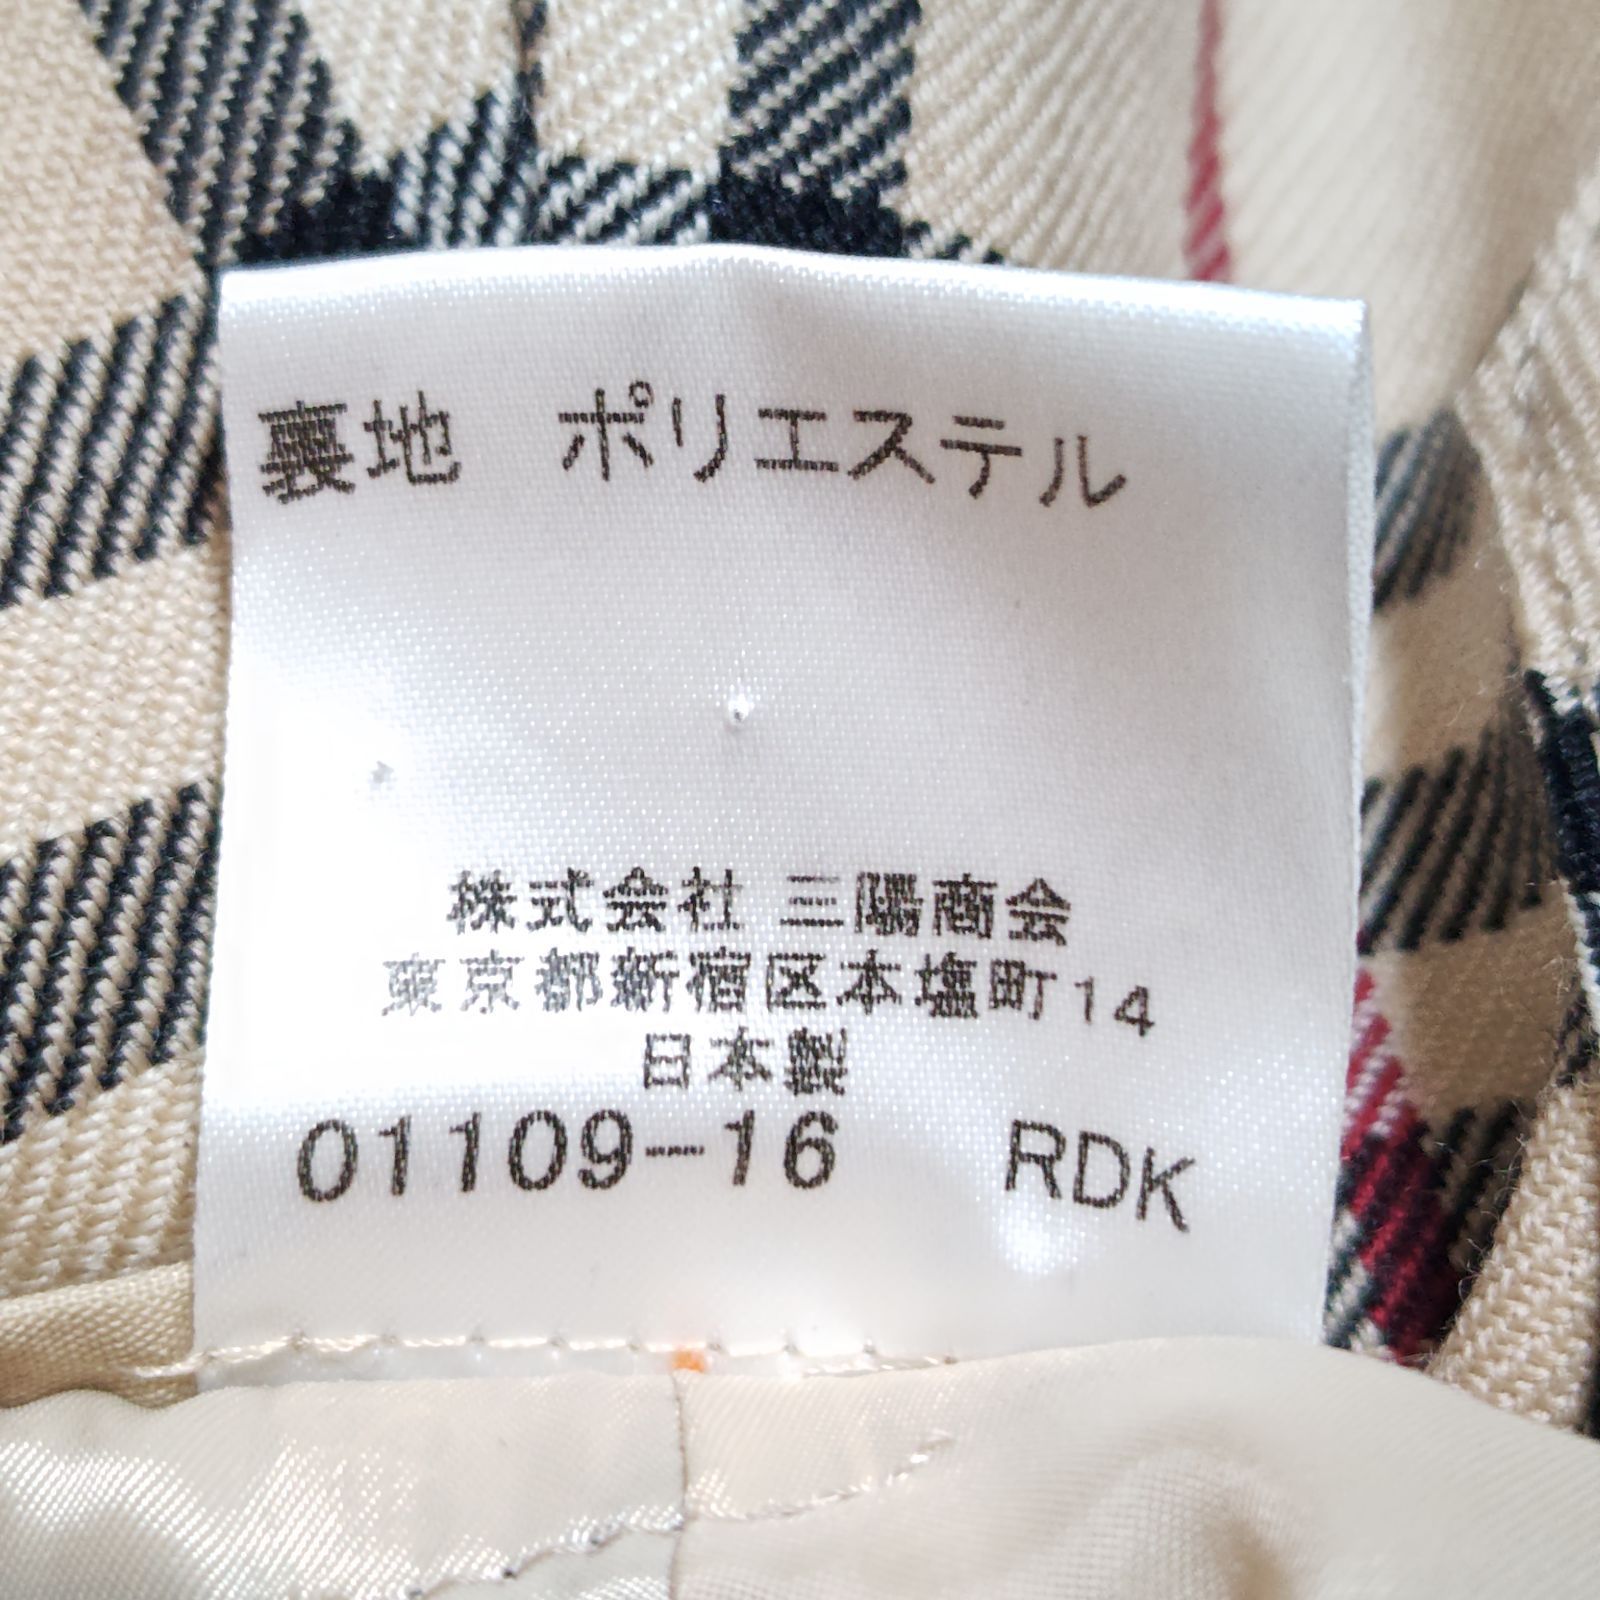 裏地　ポリエステル
株式会社 三陽商会
東京都新宿区本塩町14
日本製
01109-16　RDK